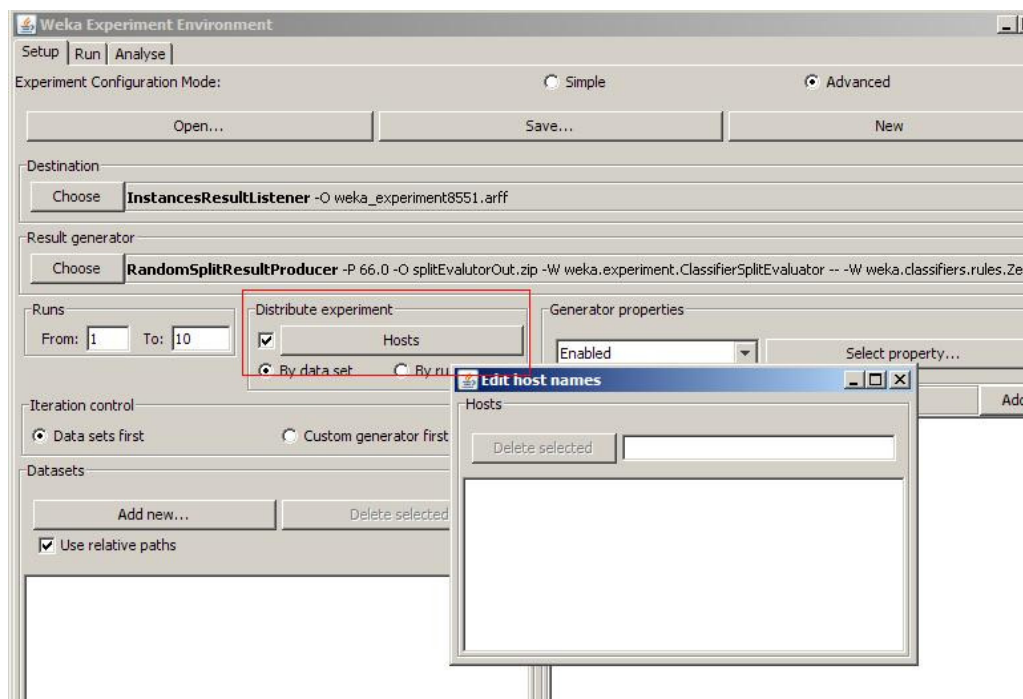 Weka Experiment Environment
Setup Run Analyse
Experiment Configuration Mode: Simple Advanced
Open... Save... New
Destination
Choose InstancesResultListener -O weka_experiment8551.arff
Result generator
Choose RandomSplitResultProducer -P 66.0 -O splitEvalutorOut.zip -W weka.experiment.ClassifierSplitEvaluator -- -W weka.classifiers.rules.Ze
Runs
From: 1 To: 10
Distribute experiment
Hosts
By data set By ru
Generator properties
Enabled Select property...
Add
Iteration control
Data sets first Custom generator first
Datasets
Add new... Delete selected
Use relative paths
Edit host names
Hosts
Delete selected